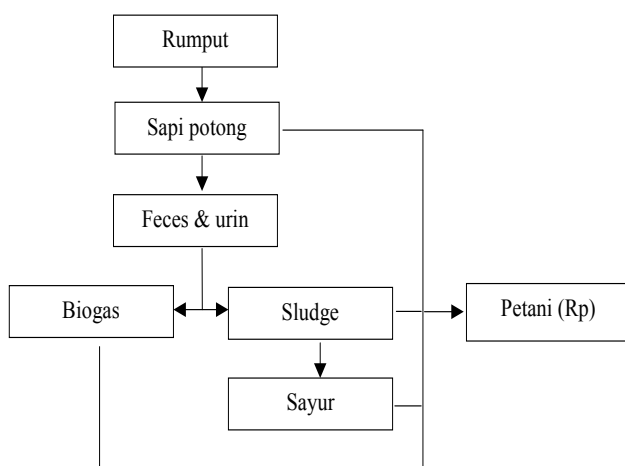 Rumput
Sapi potong
Feces & urin
Biogas
Sludge
Petani (Rp)
Sayur